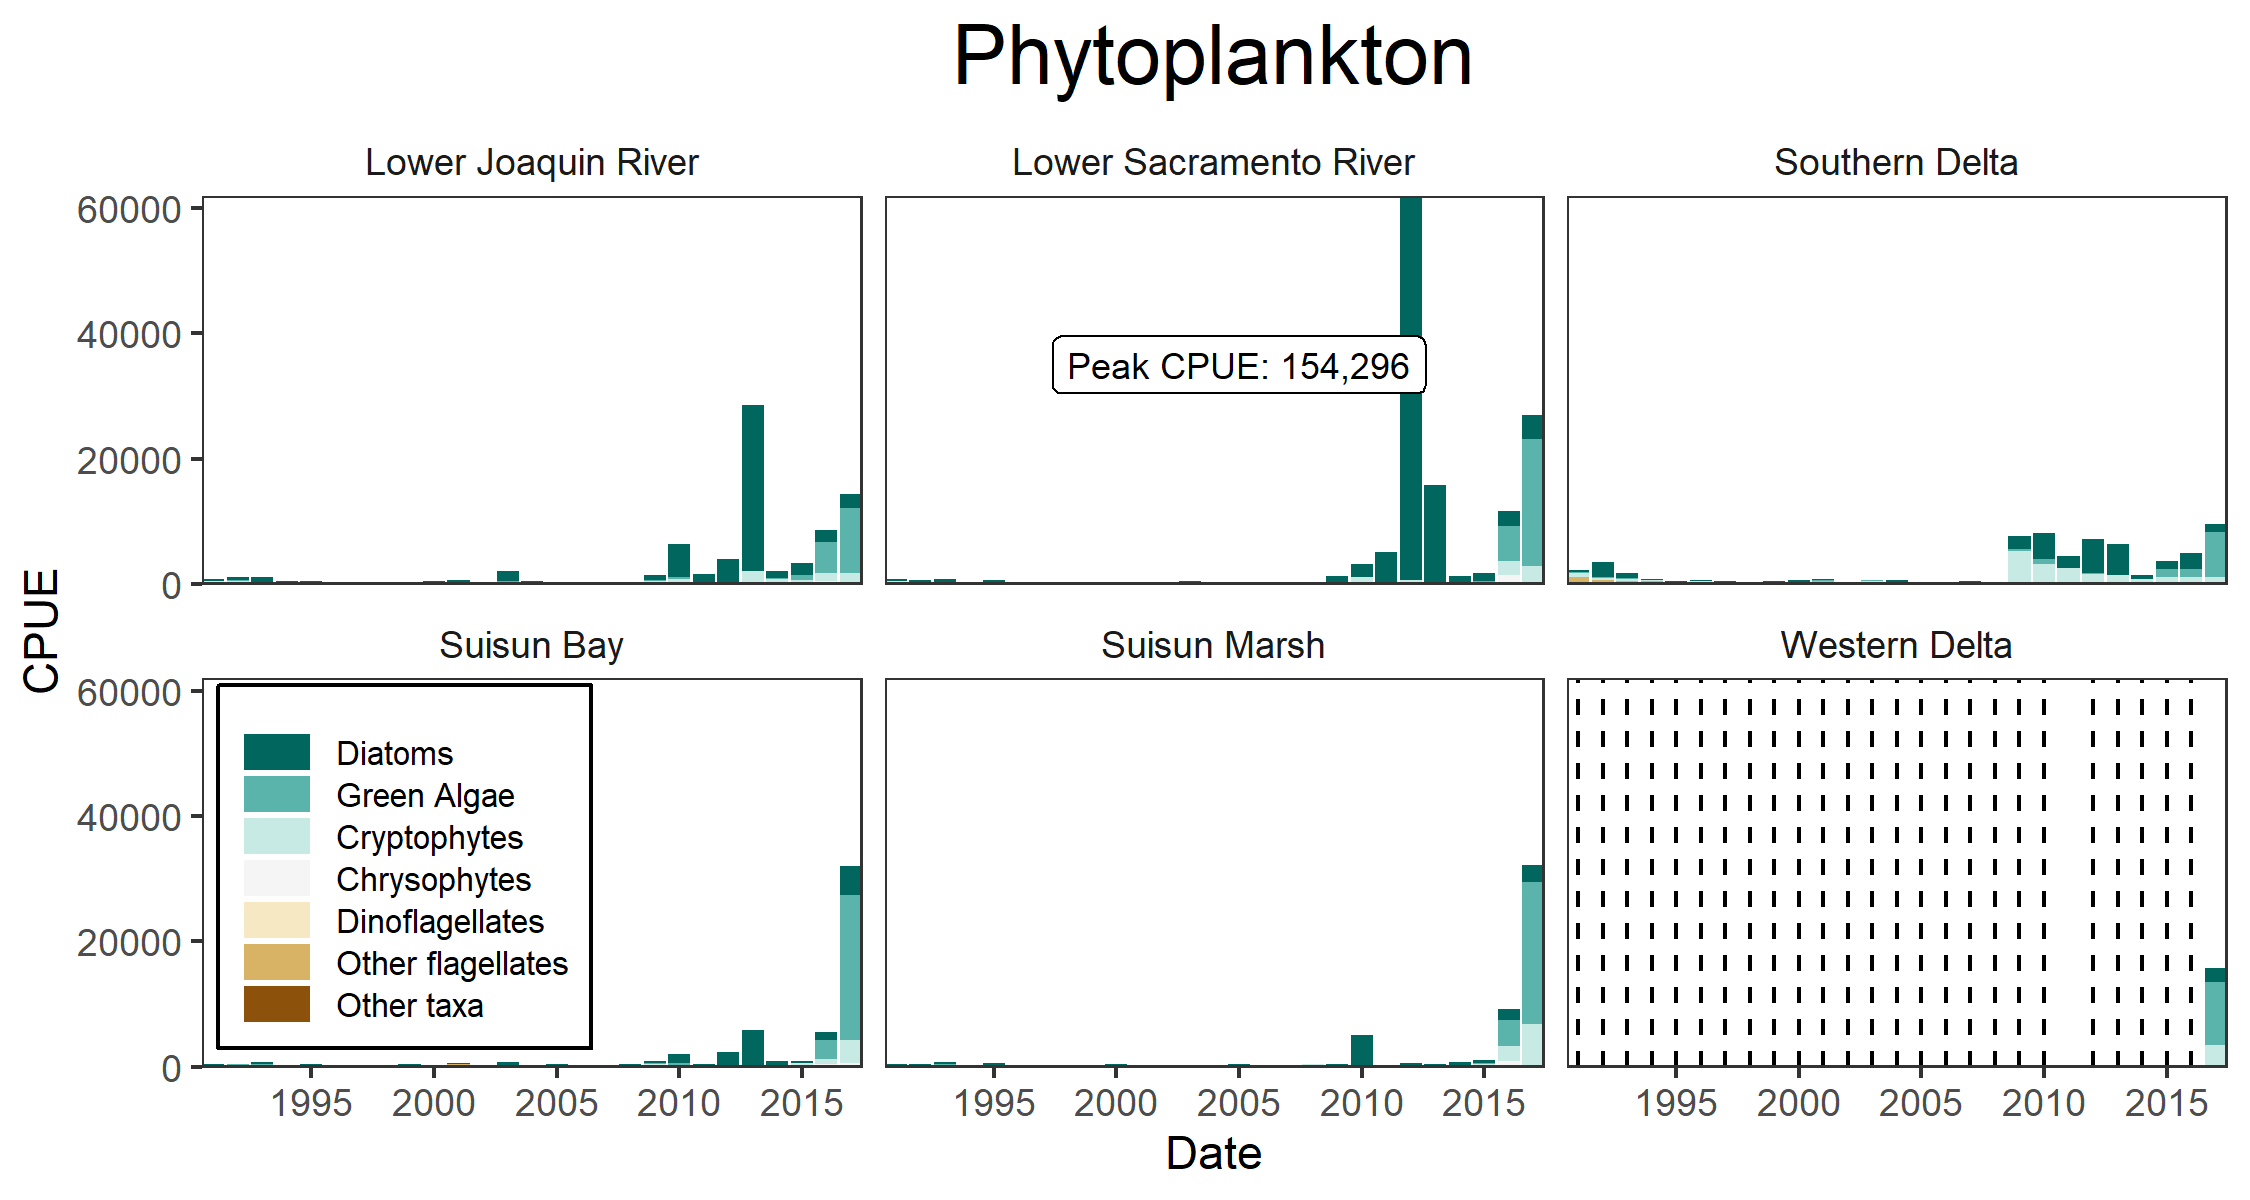 Phytoplankton
Lower Joaquin River
Lower Sacramento River
Southern Delta
60000
40000
20000
0
Peak CPUE: 154,296
CPUE
Suisun Bay
Suisun Marsh
Western Delta
60000
40000
20000
0
Diatoms
Green Algae
Cryptophytes
Chrysophytes
Dinoflagellates
Other flagellates
Other taxa
1995 2000 2005 2010 2015
1995 2000 2005 2010 2015
1995 2000 2005 2010 2015
Date